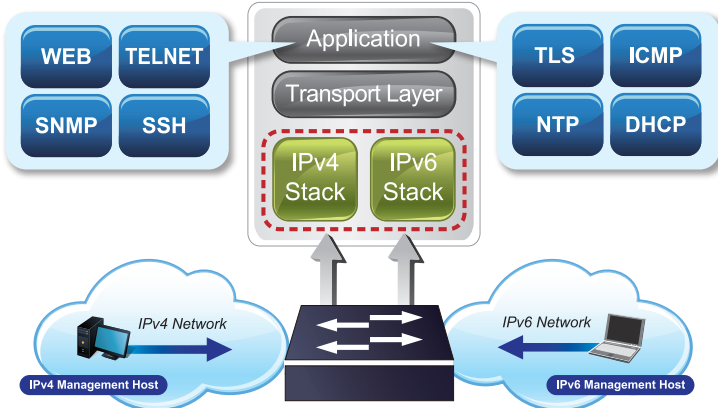 WEB
TELNET
SNMP
SSH
Application
Transport Layer
IPv4
Stack
IPv6
Stack
TLS
ICMP
NTP
DHCP
IPv4 Network
IPv4 Management Host
IPv6 Network
IPv6 Management Host